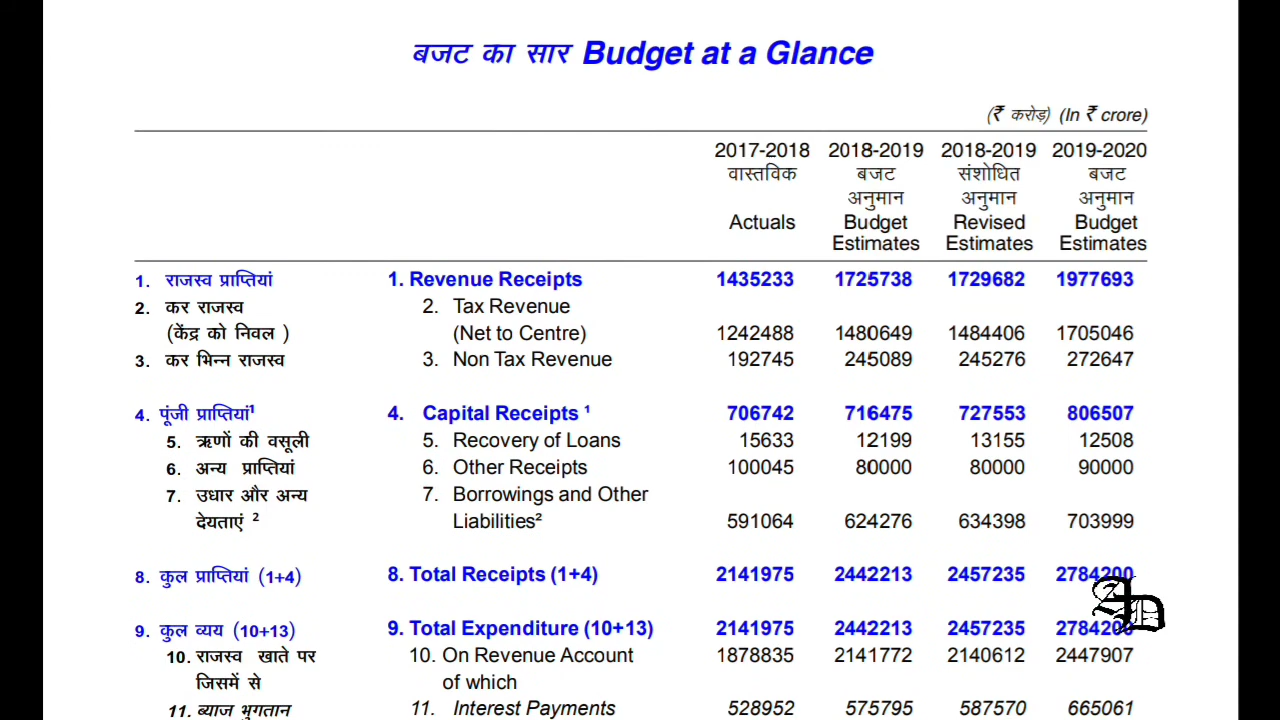 बजट का सार Budget at a Glance
(₹ करोड़) (In ₹ crore)
2017-2018 2018-2019 2018-2019 2019-2020
वास्तविक बजट संशोधित बजट
अनुमान अनुमान अनुमान
Actuals Budget Revised Budget
Estimates Estimates Estimates
1. राजस्व प्राप्तियां 1. Revenue Receipts 1435233 1725738 1729682 1977693
2. कर राजस्व 2. Tax Revenue
(केंद्र को निवल ) (Net to Centre) 1242488 1480649 1484406 1705046
3. कर भिन्न राजस्व 3. Non Tax Revenue 192745 245089 245276 272647
4. पूंजी प्राप्तियां¹ 4. Capital Receipts ¹ 706742 716475 727553 806507
5. ऋणों की वसूली 5. Recovery of Loans 15633 12199 13155 12508
6. अन्य प्राप्तियां 6. Other Receipts 100045 80000 80000 90000
7. उधार और अन्य 7. Borrowings and Other
देयताएं ² Liabilities² 591064 624276 634398 703999
8. कुल प्राप्तियां (1+4) 8. Total Receipts (1+4) 2141975 2442213 2457235 2784200
9. कुल व्यय (10+13) 9. Total Expenditure (10+13) 2141975 2442213 2457235 2784200
10. राजस्व खाते पर 10. On Revenue Account 1878835 2141772 2140612 2447907
जिसमें से of which
11. ब्याज भुगतान 11. Interest Payments 528952 575795 587570 665061
AD